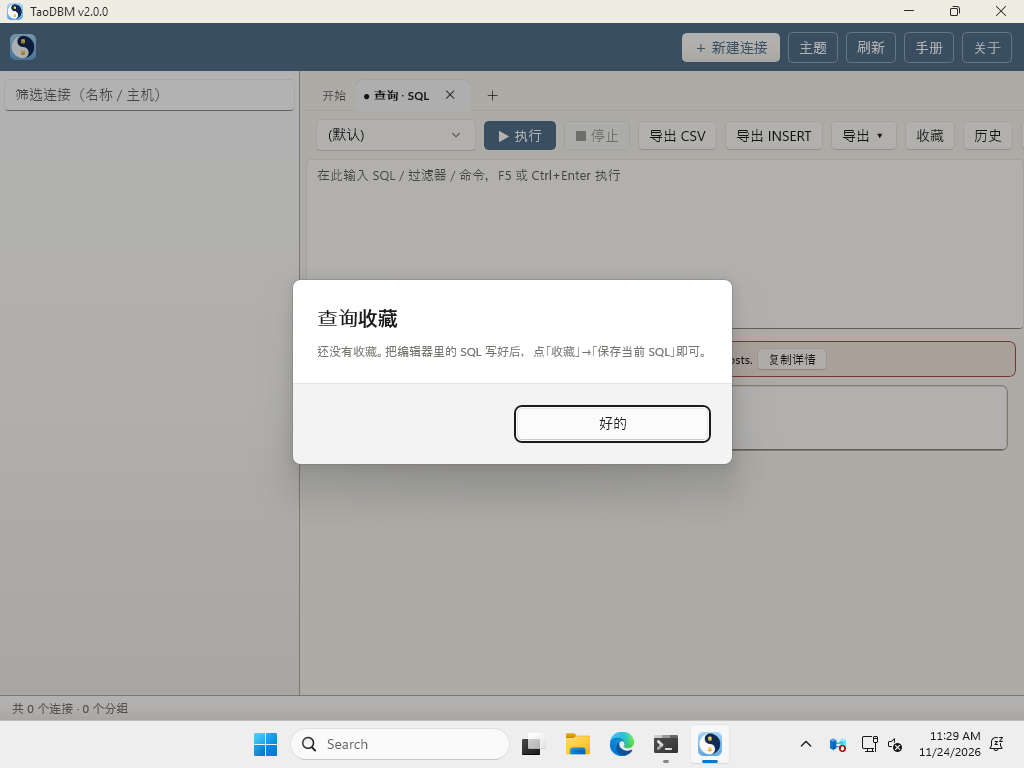 TaoDBM v2.0.0
+ 新建连接
主题
刷新
手册
关于
筛选连接（名称 / 主机）
开始
• 查询 · SQL
(默认)
执行
停止
导出 CSV
导出 INSERT
导出
收藏
历史
在此输入 SQL / 过滤器 / 命令，F5 或 Ctrl+Enter 执行
查询收藏
还没有收藏。把编辑器里的 SQL 写好后，点「收藏」→「保存当前 SQL」即可。
复制详情
好的
共 0 个连接 · 0 个分组
Search
11:29 AM
11/24/2026